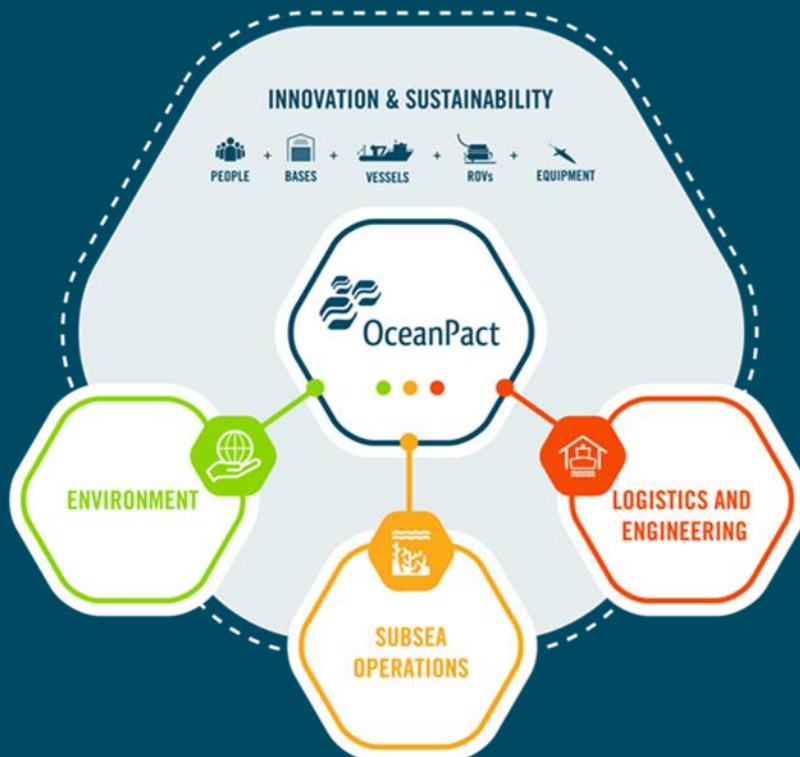 INNOVATION & SUSTAINABILITY
PEOPLE + BASES + VESSELS + ROVs + EQUIPMENT
OceanPact
ENVIRONMENT
LOGISTICS AND
ENGINEERING
SUBSEA
OPERATIONS